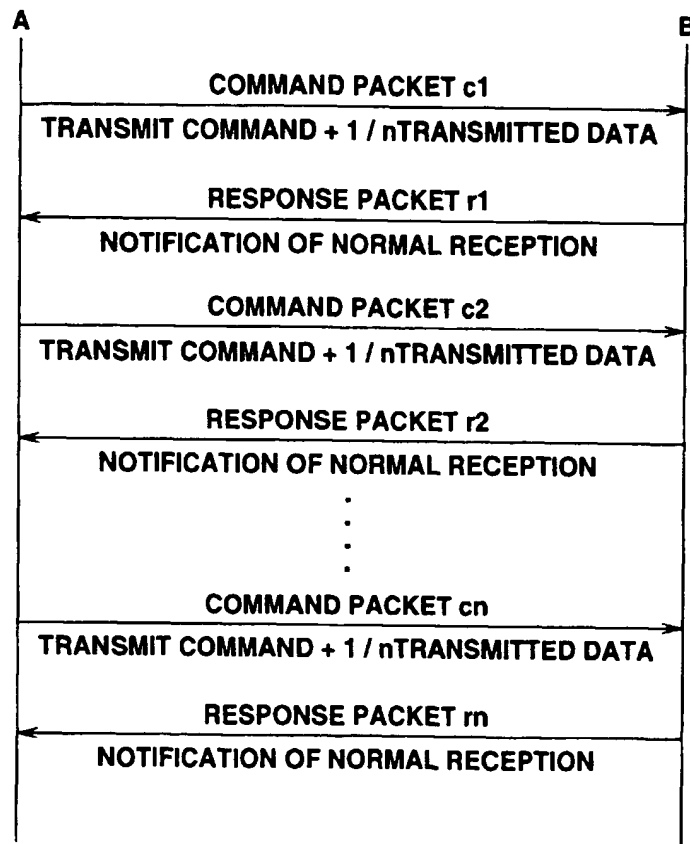 A B
COMMAND PACKET c1
TRANSMIT COMMAND + 1 / nTRANSMITTED DATA
RESPONSE PACKET r1
NOTIFICATION OF NORMAL RECEPTION
COMMAND PACKET c2
TRANSMIT COMMAND + 1 / nTRANSMITTED DATA
RESPONSE PACKET r2
NOTIFICATION OF NORMAL RECEPTION
COMMAND PACKET cn
TRANSMIT COMMAND + 1 / nTRANSMITTED DATA
RESPONSE PACKET rn
NOTIFICATION OF NORMAL RECEPTION